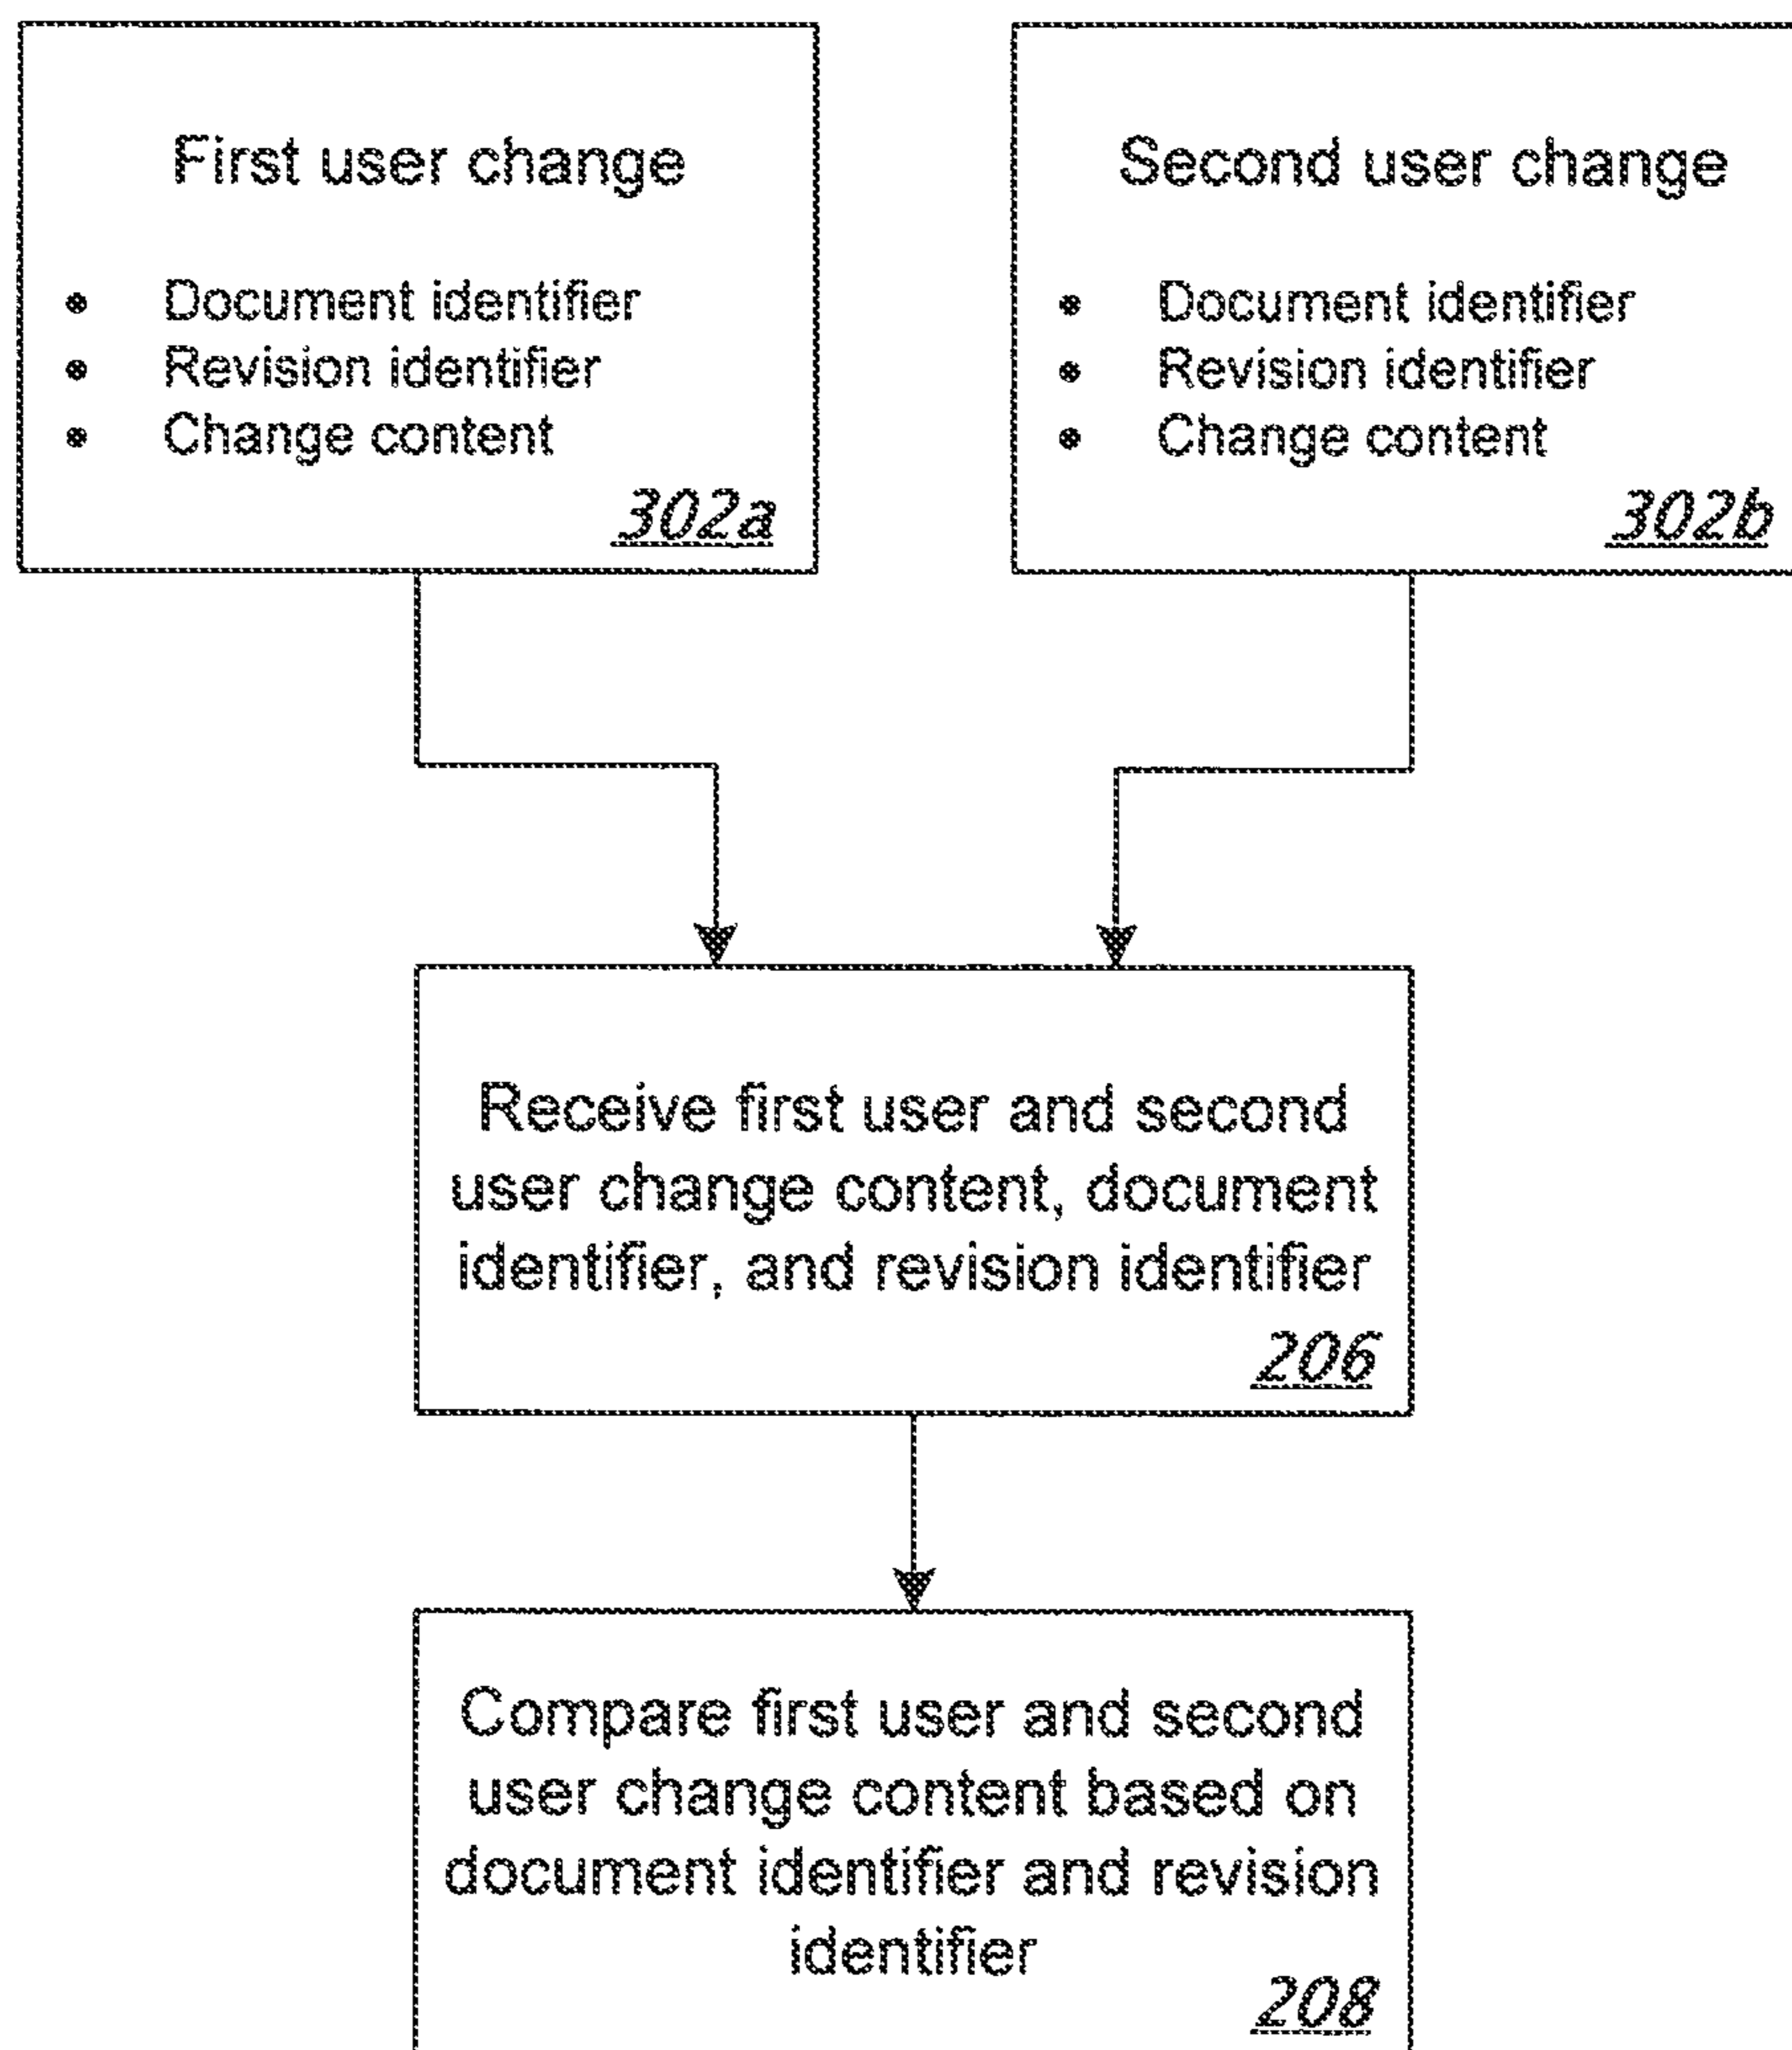 First user change
• Document identifier
• Revision identifier
• Change content
302a
Second user change
• Document identifier
• Revision identifier
• Change content
302b
Receive first user and second
user change content, document
identifier, and revision identifier
206
Compare first user and second
user change content based on
document identifier and revision
identifier
208